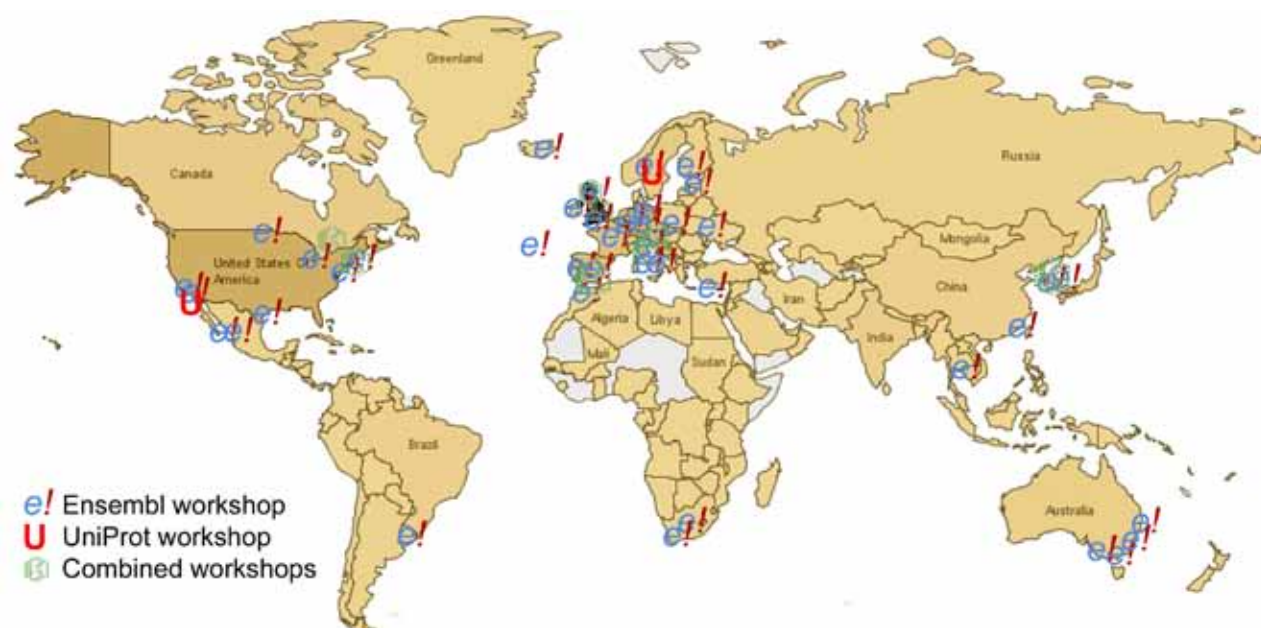 Greenland
Russia
Canada
Mongolia
United States O
America
China
Iran
Algeria
Libya
India
Mali
Sudan
Brazil
Australia
e! Ensembl workshop
U UniProt workshop
Combined workshops